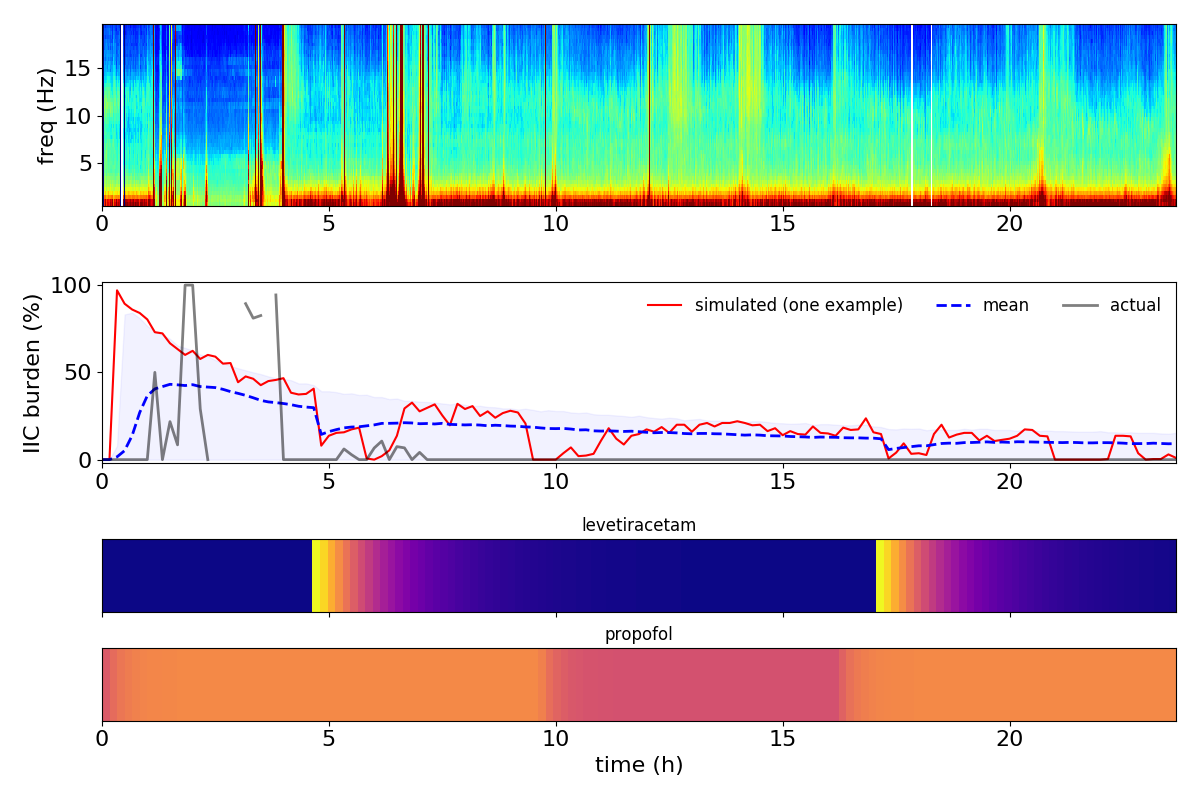 freq (Hz)
15
10
5
0 5 10 15 20
IIC burden (%)
100
50
0
simulated (one example) mean actual
0 5 10 15 20
levetiracetam
propofol
0 5 10 15 20
time (h)